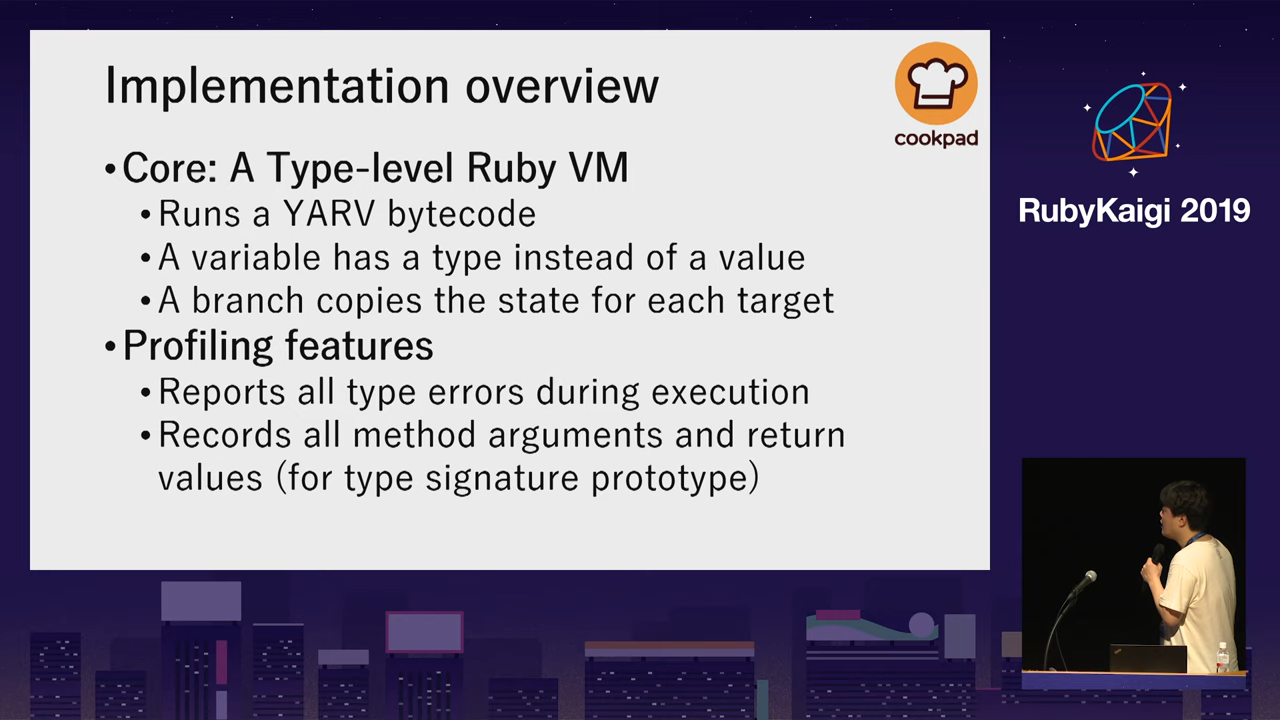 Implementation overview
cookpad
•Core: A Type-level Ruby VM
•Runs a YARV bytecode
•A variable has a type instead of a value
•A branch copies the state for each target
•Profiling features
•Reports all type errors during execution
•Records all method arguments and return
values (for type signature prototype)
RubyKaigi 2019